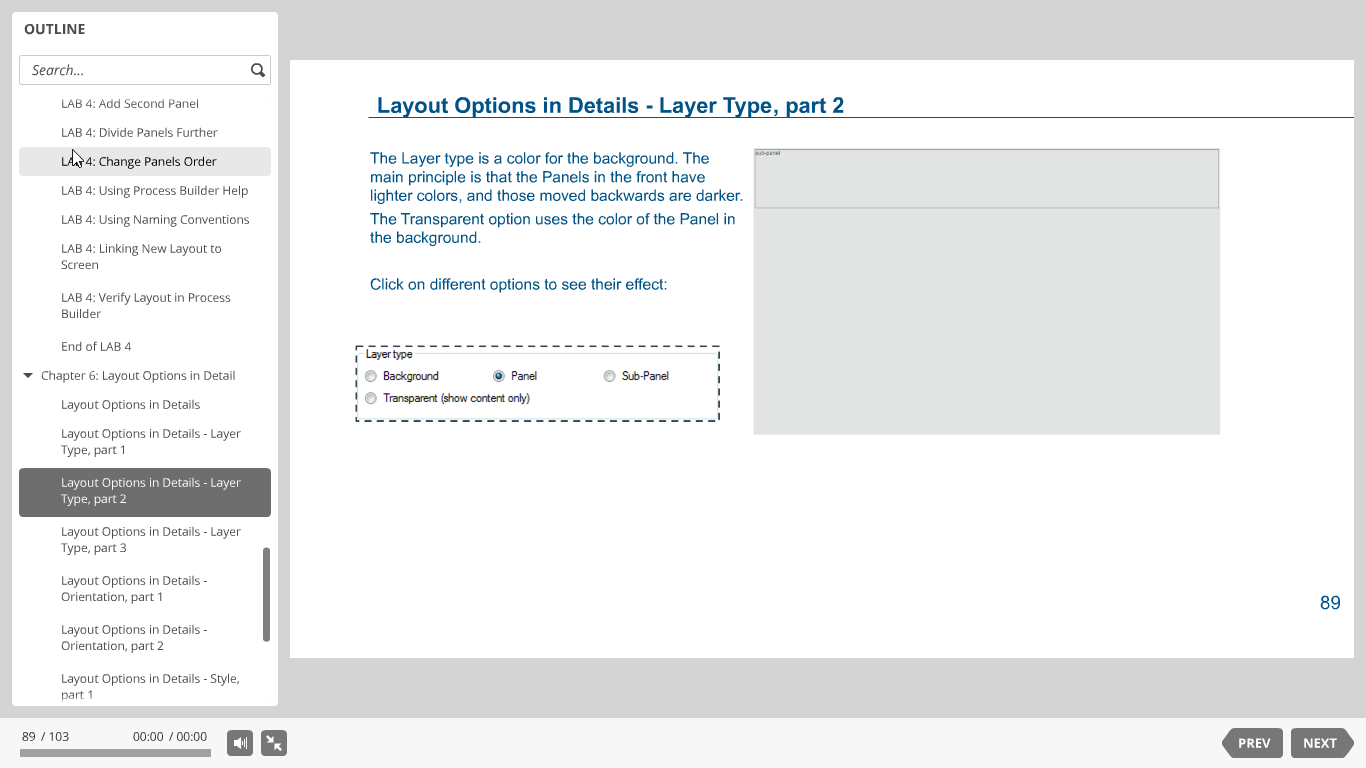 OUTLINE
Search...
LAB 4: Add Second Panel
LAB 4: Divide Panels Further
LAB 4: Change Panels Order
LAB 4: Using Process Builder Help
LAB 4: Using Naming Conventions
LAB 4: Linking New Layout to
Screen
LAB 4: Verify Layout in Process
Builder
End of LAB 4
Chapter 6: Layout Options in Detail
Layout Options in Details
Layout Options in Details - Layer
Type, part 1
Layout Options in Details - Layer
Type, part 2
Layout Options in Details - Layer
Type, part 3
Layout Options in Details -
Orientation, part 1
Layout Options in Details -
Orientation, part 2
Layout Options in Details - Style,
part 1
Layout Options in Details - Layer Type, part 2
The Layer type is a color for the background. The
main principle is that the Panels in the front have
lighter colors, and those moved backwards are darker.
The Transparent option uses the color of the Panel in
the background.
Click on different options to see their effect:
Layer type
Background Panel Sub-Panel
Transparent (show content only)
Sub-panel
89
89 / 103 00:00 / 00:00
PREV NEXT